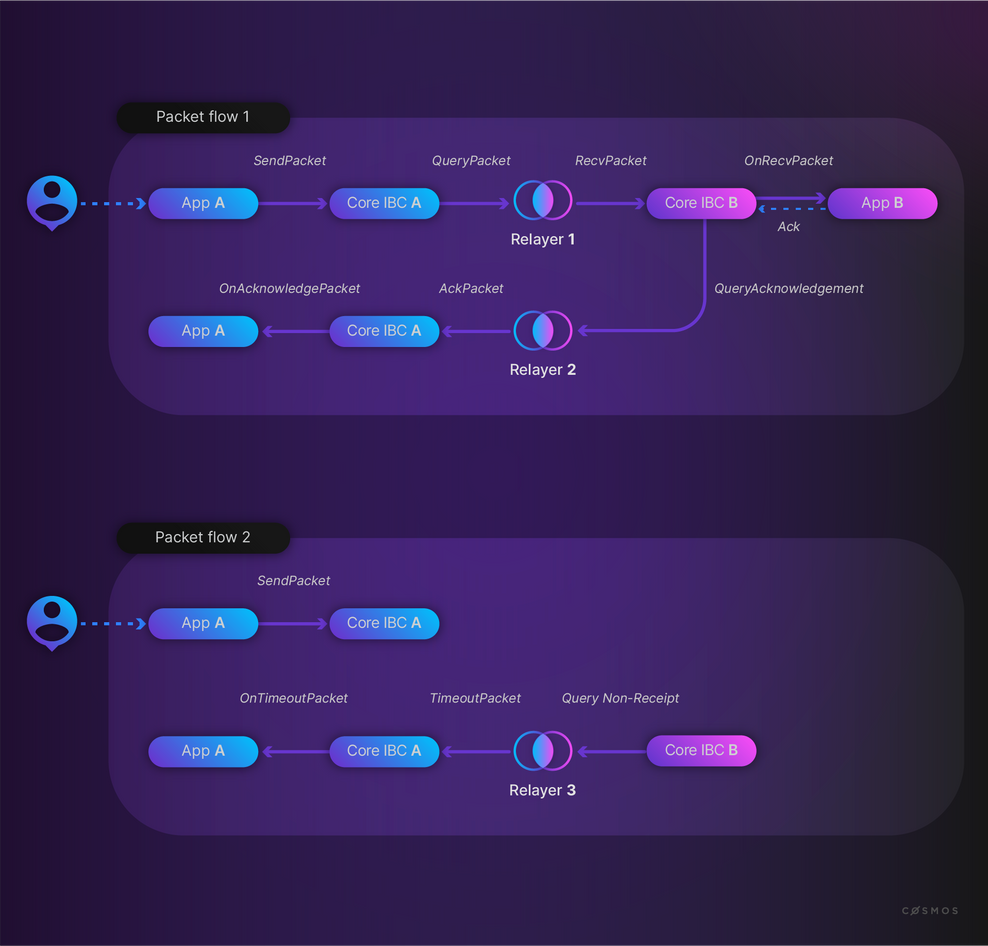 Packet flow 1
SendPacket
QueryPacket
RecvPacket
OnRecvPacket
App A
Core IBC A
Relayer 1
Core IBC B
App B
Ack
OnAcknowledgePacket
AckPacket
QueryAcknowledgement
App A
Core IBC A
Relayer 2
Packet flow 2
SendPacket
App A
Core IBC A
OnTimeoutPacket
TimeoutPacket
Query Non-Receipt
App A
Core IBC A
Relayer 3
Core IBC B
COSMOS